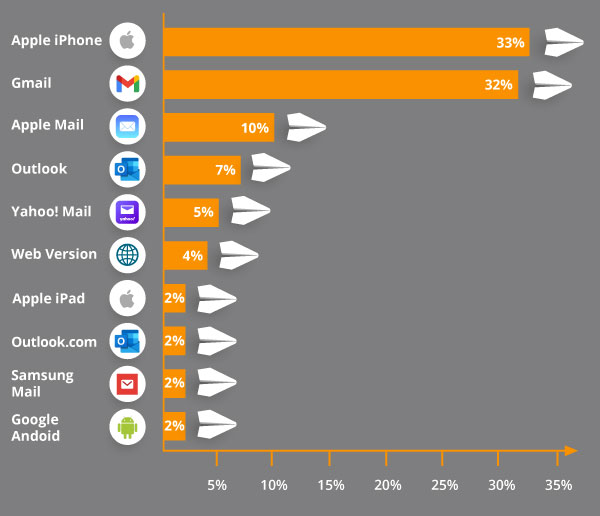 Apple iPhone 33%
Gmail 32%
Apple Mail 10%
Outlook 7%
Yahoo! Mail yahoo! 5%
Web Version 4%
Apple iPad 2%
Outlook.com 2%
Samsung
Mail 2%
Google
Andoid 2%
5% 10% 15% 20% 25% 30% 35%